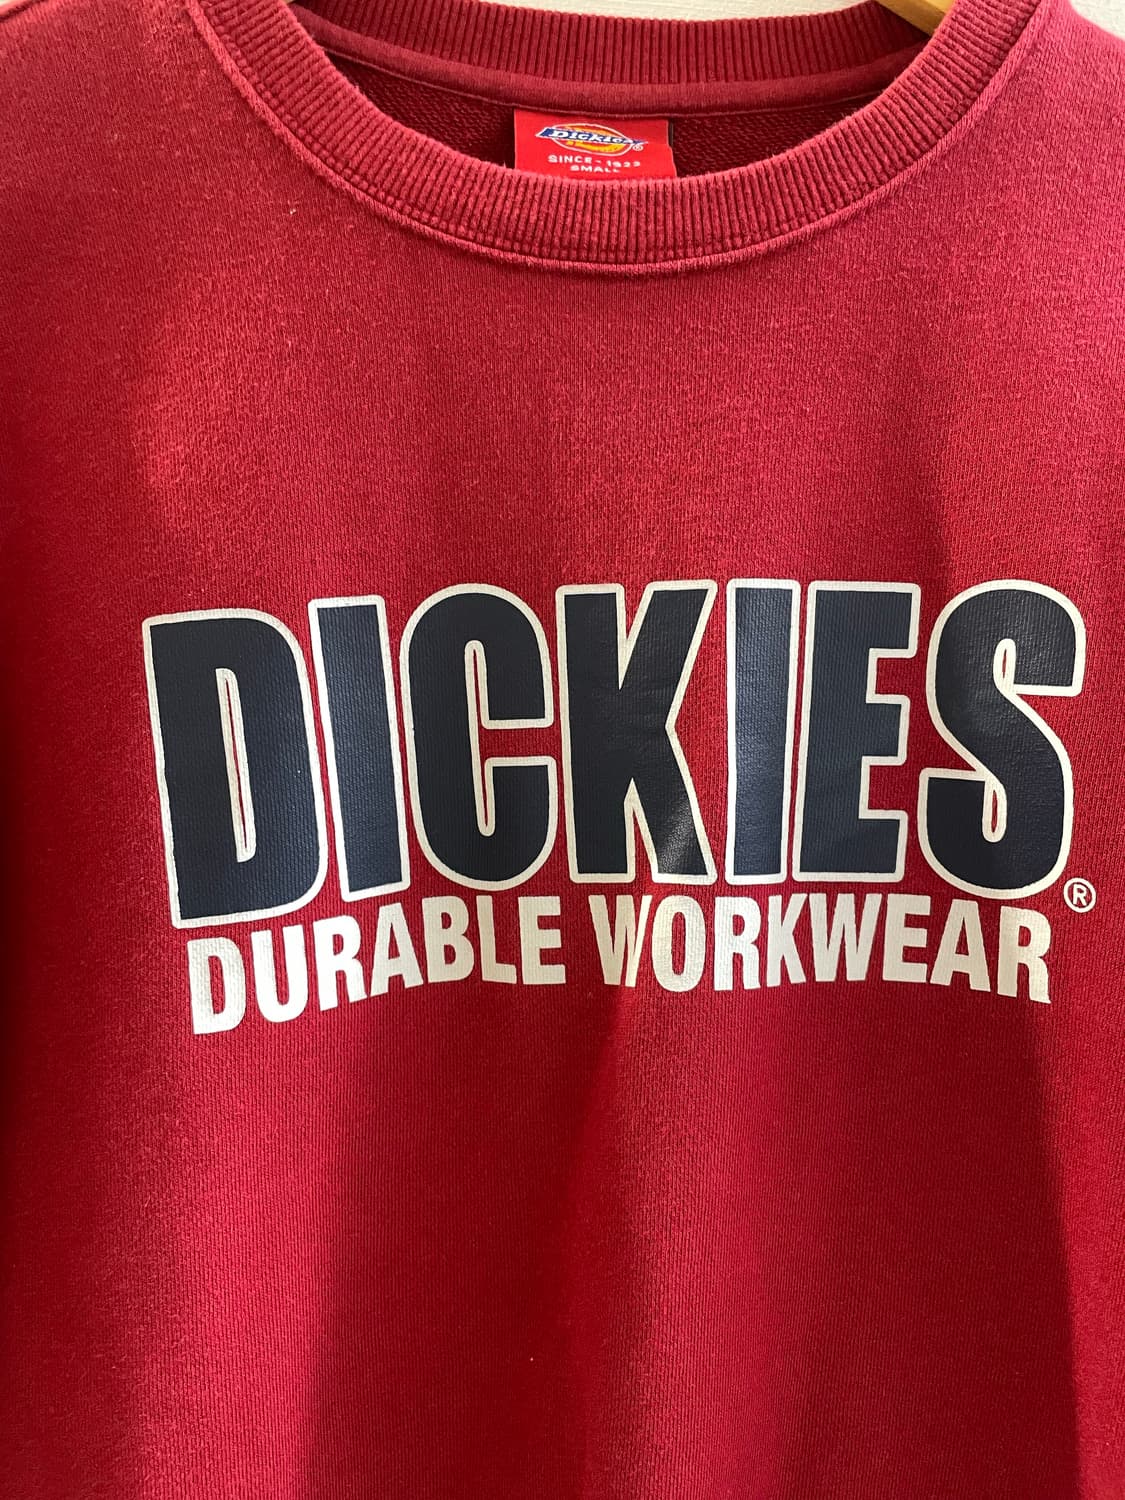 Dickies®
SINCE - 1922
SMALL
DICKIES®
DURABLE WORKWEAR